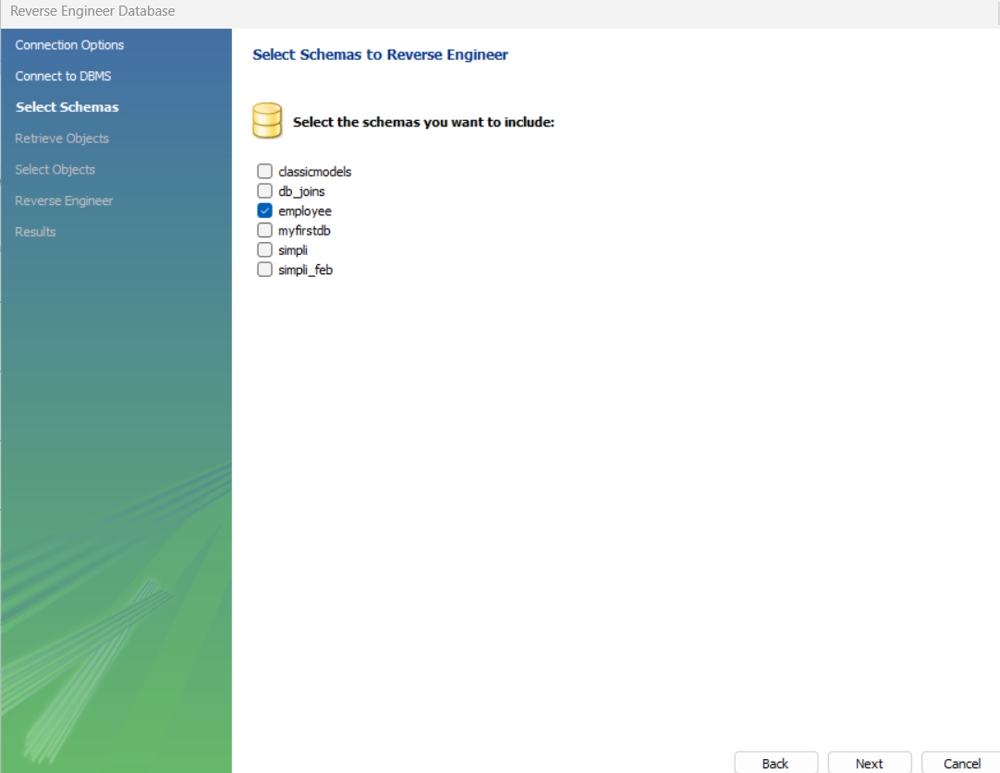 Reverse Engineer Database
Connection Options
Connect to DBMS
Select Schemas
Retrieve Objects
Select Objects
Reverse Engineer
Results
Select Schemas to Reverse Engineer
Select the schemas you want to include:
classicmodels
db_joins
employee
myfirstdb
simpli
simpli_feb
Back
Next
Cancel